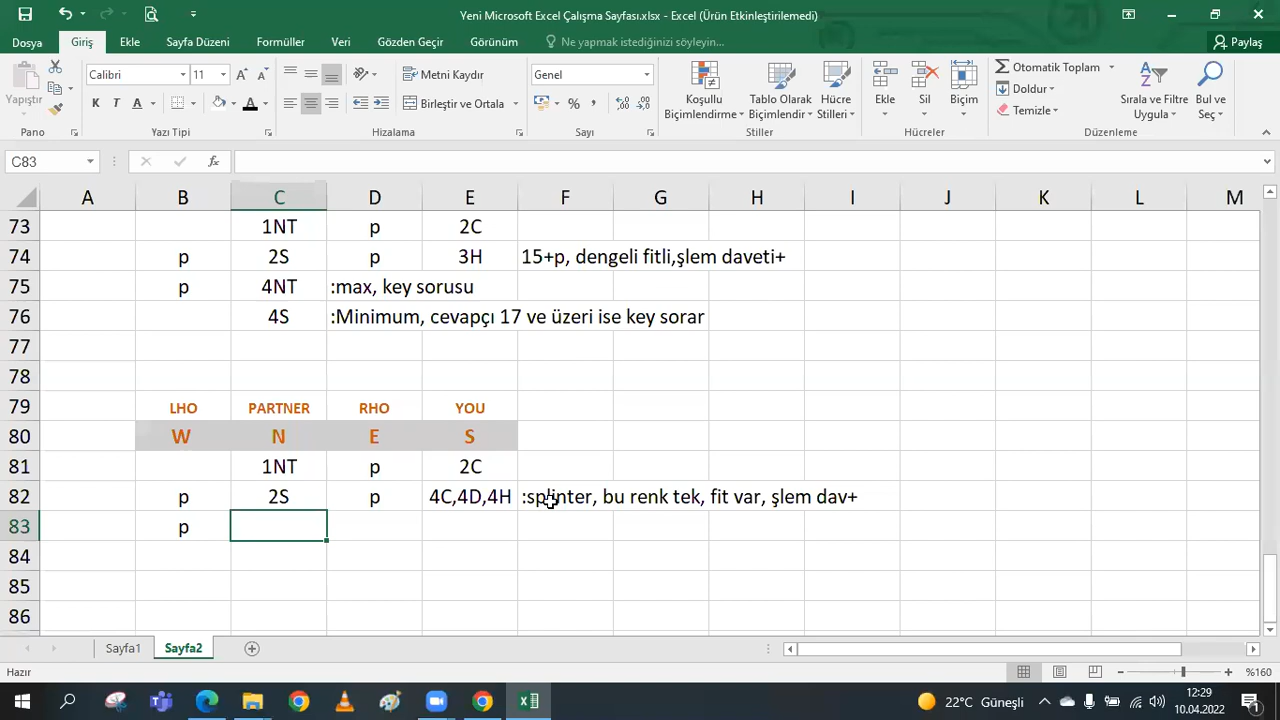 Yeni Microsoft Excel Çalışma Sayfası.xlsx - Excel (Ürün Etkinleştirilemedi)
Dosya Giriş Ekle Sayfa Düzeni Formüller Veri Gözden Geçir Görünüm Ne yapmak istediğinizi söyleyin... Paylaş
Yapıştır
Calibri 11
K T A A A
Metni Kaydır
Birleştir ve Ortala
Genel
%
Koşullu Biçimlendirme
Tablo Olarak Biçimlendir
Hücre Stilleri
Ekle Sil Biçim
Otomatik Toplam
Doldur
Temizle
Sırala ve Filtre Uygula
Bul ve Seç
Pano Yazı Tipi Hizalama Sayı Stiller Hücreler Düzenleme
C83 fx
A B C D E F G H I J K L M
73 1NT p 2C
74 p 2S p 3H 15+p, dengeli fitli,şlem daveti+
75 p 4NT :max, key sorusu
76 4S :Minimum, cevapçı 17 ve üzeri ise key sorar
77
78
79 LHO PARTNER RHO YOU
80 W N E S
81 1NT p 2C
82 p 2S p 4C,4D,4H :splinter, bu renk tek, fit var, şlem dav+
83 p
84
85
86
Sayfa1 Sayfa2
Hazır %160
22°C Güneşli 12:29
10.04.2022 1